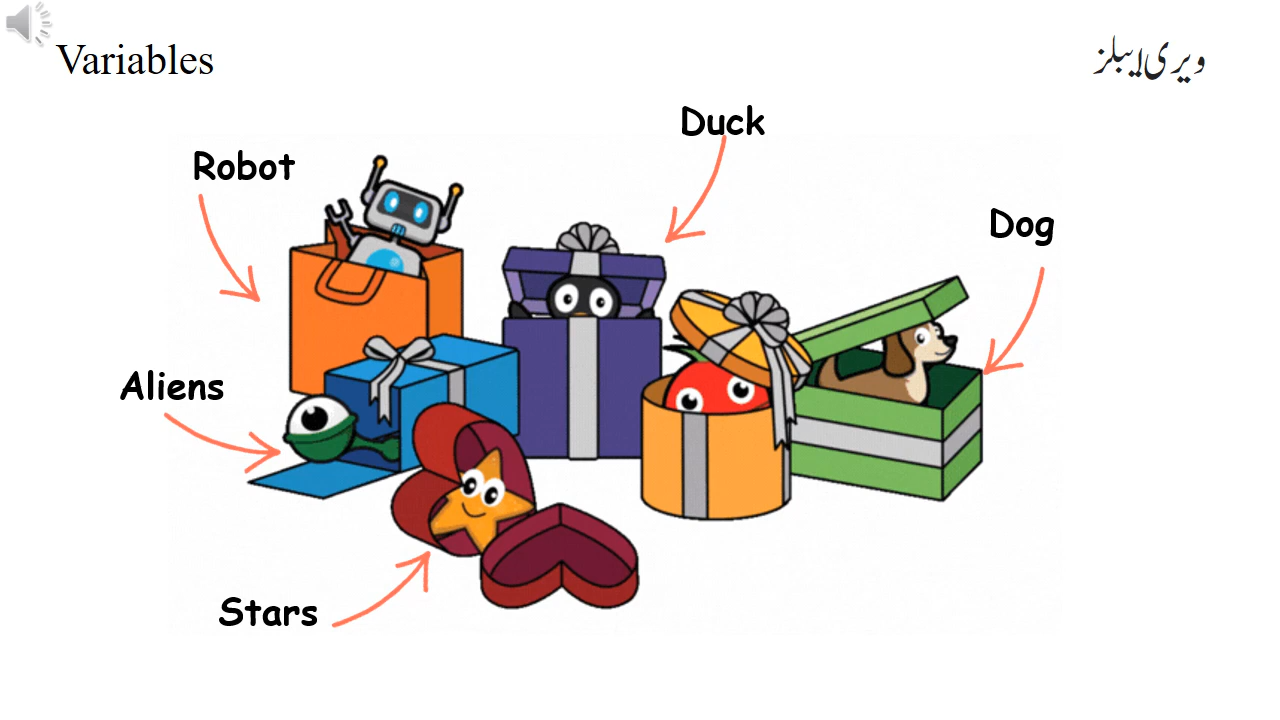 Variables
ویری ایبلز
Duck
Robot
Dog
Aliens
Stars